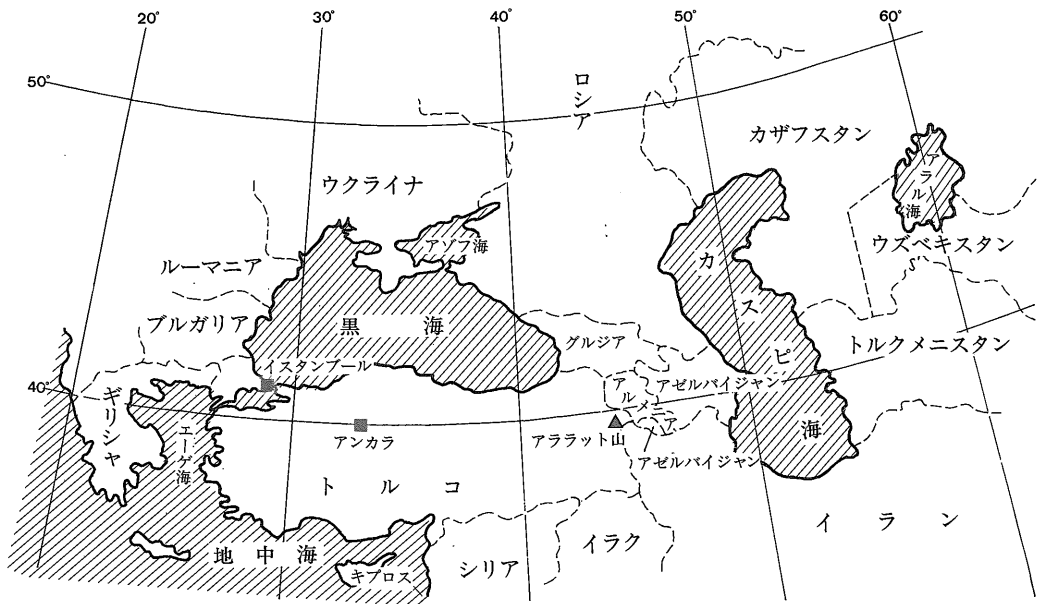 20°
30°
40°
50°
60°
50°
ロシア
カザフスタン
アラル海
ウクライナ
アゾフ海
ウズベキスタン
ルーマニア
カスピ海
ブルガリア
黒海
グルジア
トルクメニスタン
イスタンブール
アルメニア
アゼルバイジャン
40°
ギリシャ
エーゲ海
アンカラ
アララット山
アゼルバイジャン
トルコ
イラン
地中海
キプロス
シリア
イラク